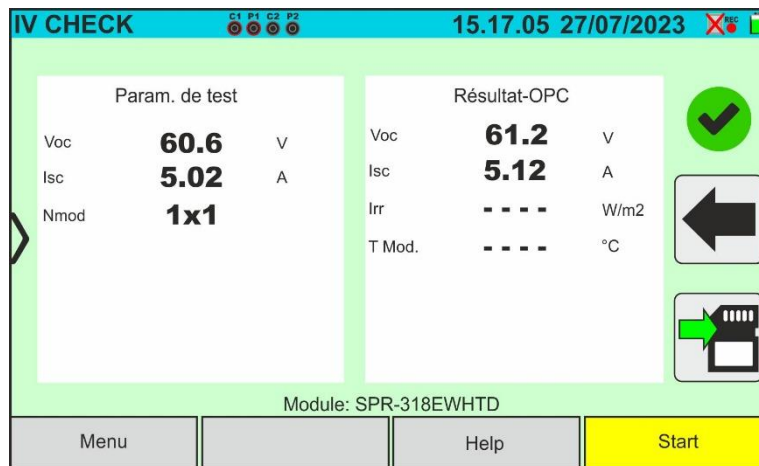 IV CHECK C1 P1 C2 P2 15.17.05 27/07/2023 REC
Param. de test
Voc 60.6 V
Isc 5.02 A
Nmod 1x1
Résultat-OPC
Voc 61.2 V
Isc 5.12 A
Irr - - - - W/m2
T Mod. - - - - °C
Module: SPR-318EWHTD
Menu Help Start